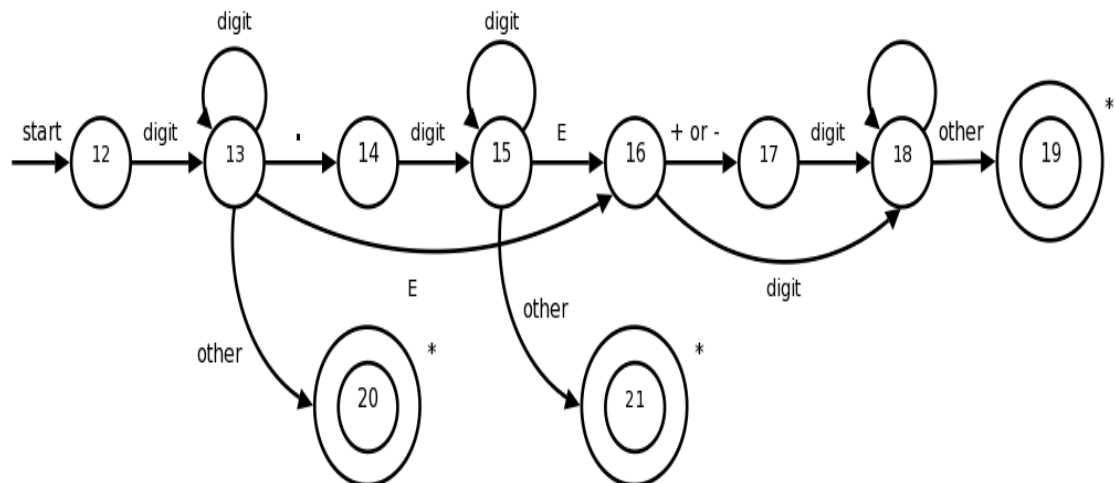 digit
digit
start
12
digit
13
.
14
digit
15
E
16
+ or -
17
digit
18
other
19
*
E
digit
other
other
20
*
21
*